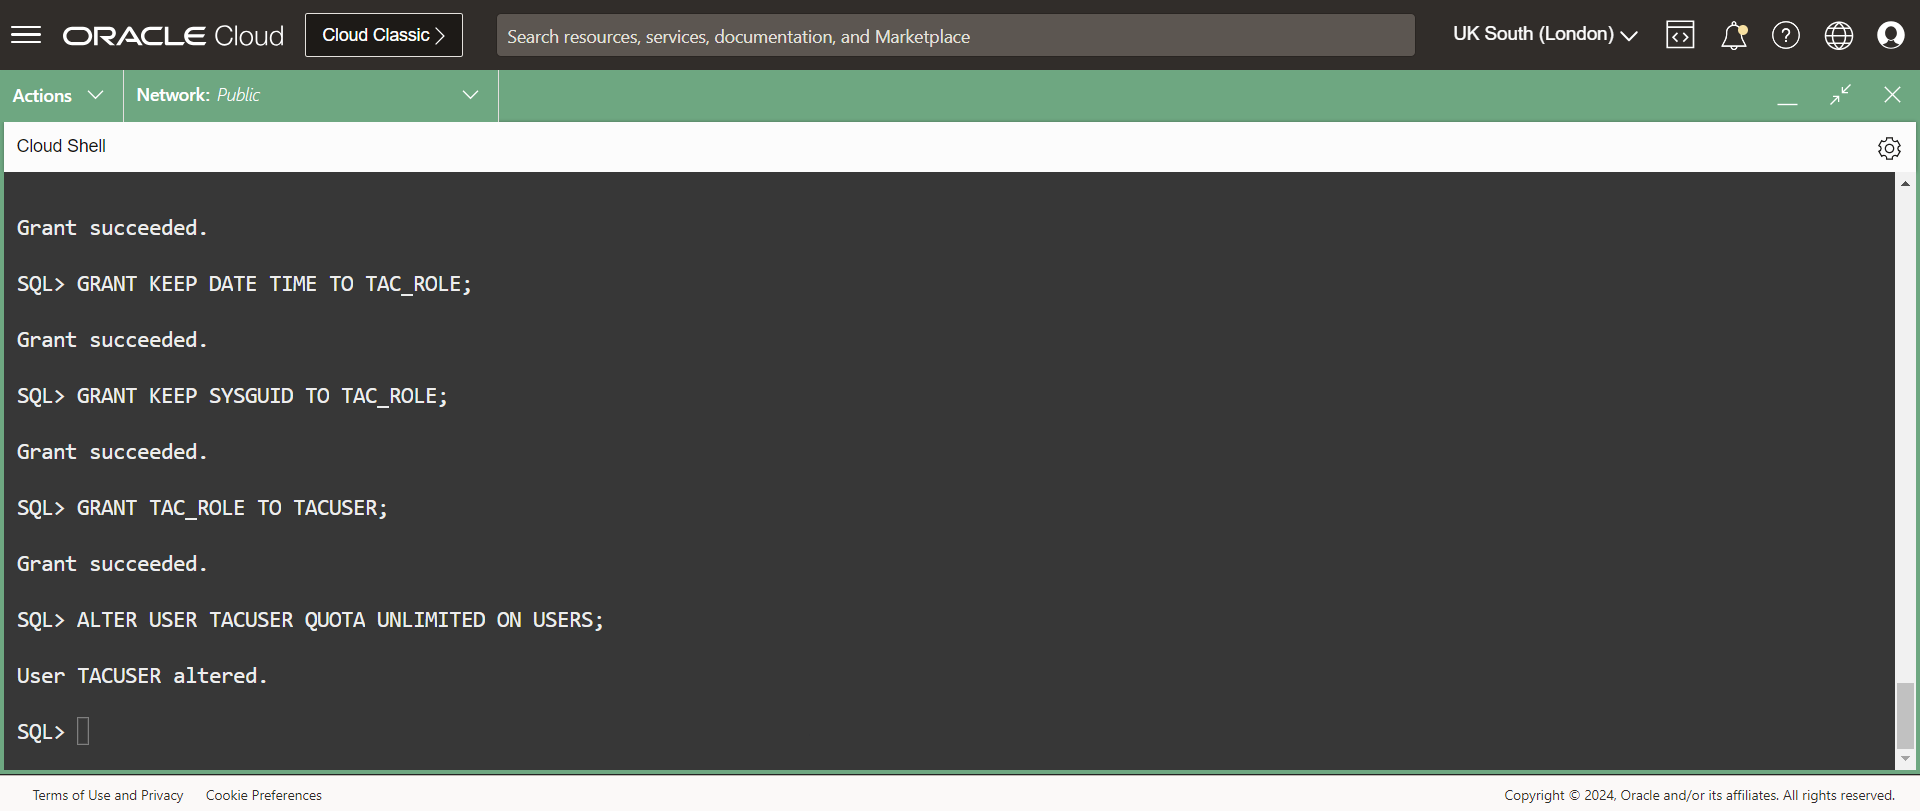 ORACLE Cloud
Cloud Classic
Search resources, services, documentation, and Marketplace
UK South (London)
Actions
Network: Public
Cloud Shell
Grant succeeded.
SQL> GRANT KEEP DATE TIME TO TAC_ROLE;
Grant succeeded.
SQL> GRANT KEEP SYSGUID TO TAC_ROLE;
Grant succeeded.
SQL> GRANT TAC_ROLE TO TACUSER;
Grant succeeded.
SQL> ALTER USER TACUSER QUOTA UNLIMITED ON USERS;
User TACUSER altered.
SQL>
Terms of Use and Privacy
Cookie Preferences
Copyright © 2024, Oracle and/or its affiliates. All rights reserved.